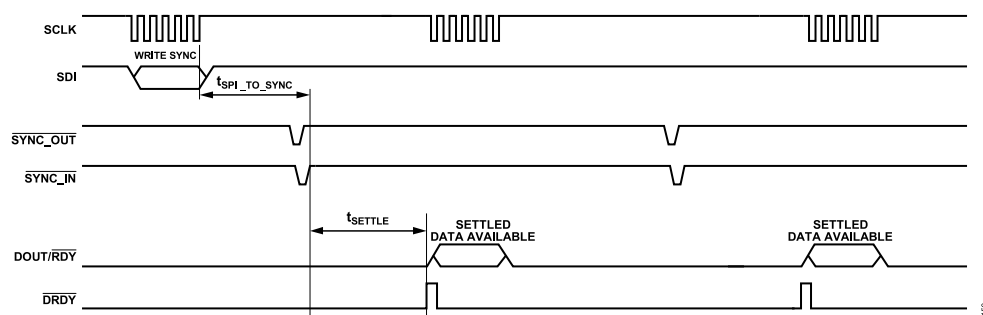 SCLK
WRITE SYNC
SDI
tSPI_TO_SYNC
SYNC_OUT
SYNC_IN
tSETTLE
SETTLED
DATA AVAILABLE
SETTLED
DATA AVAILABLE
DOUT/RDY
DRDY